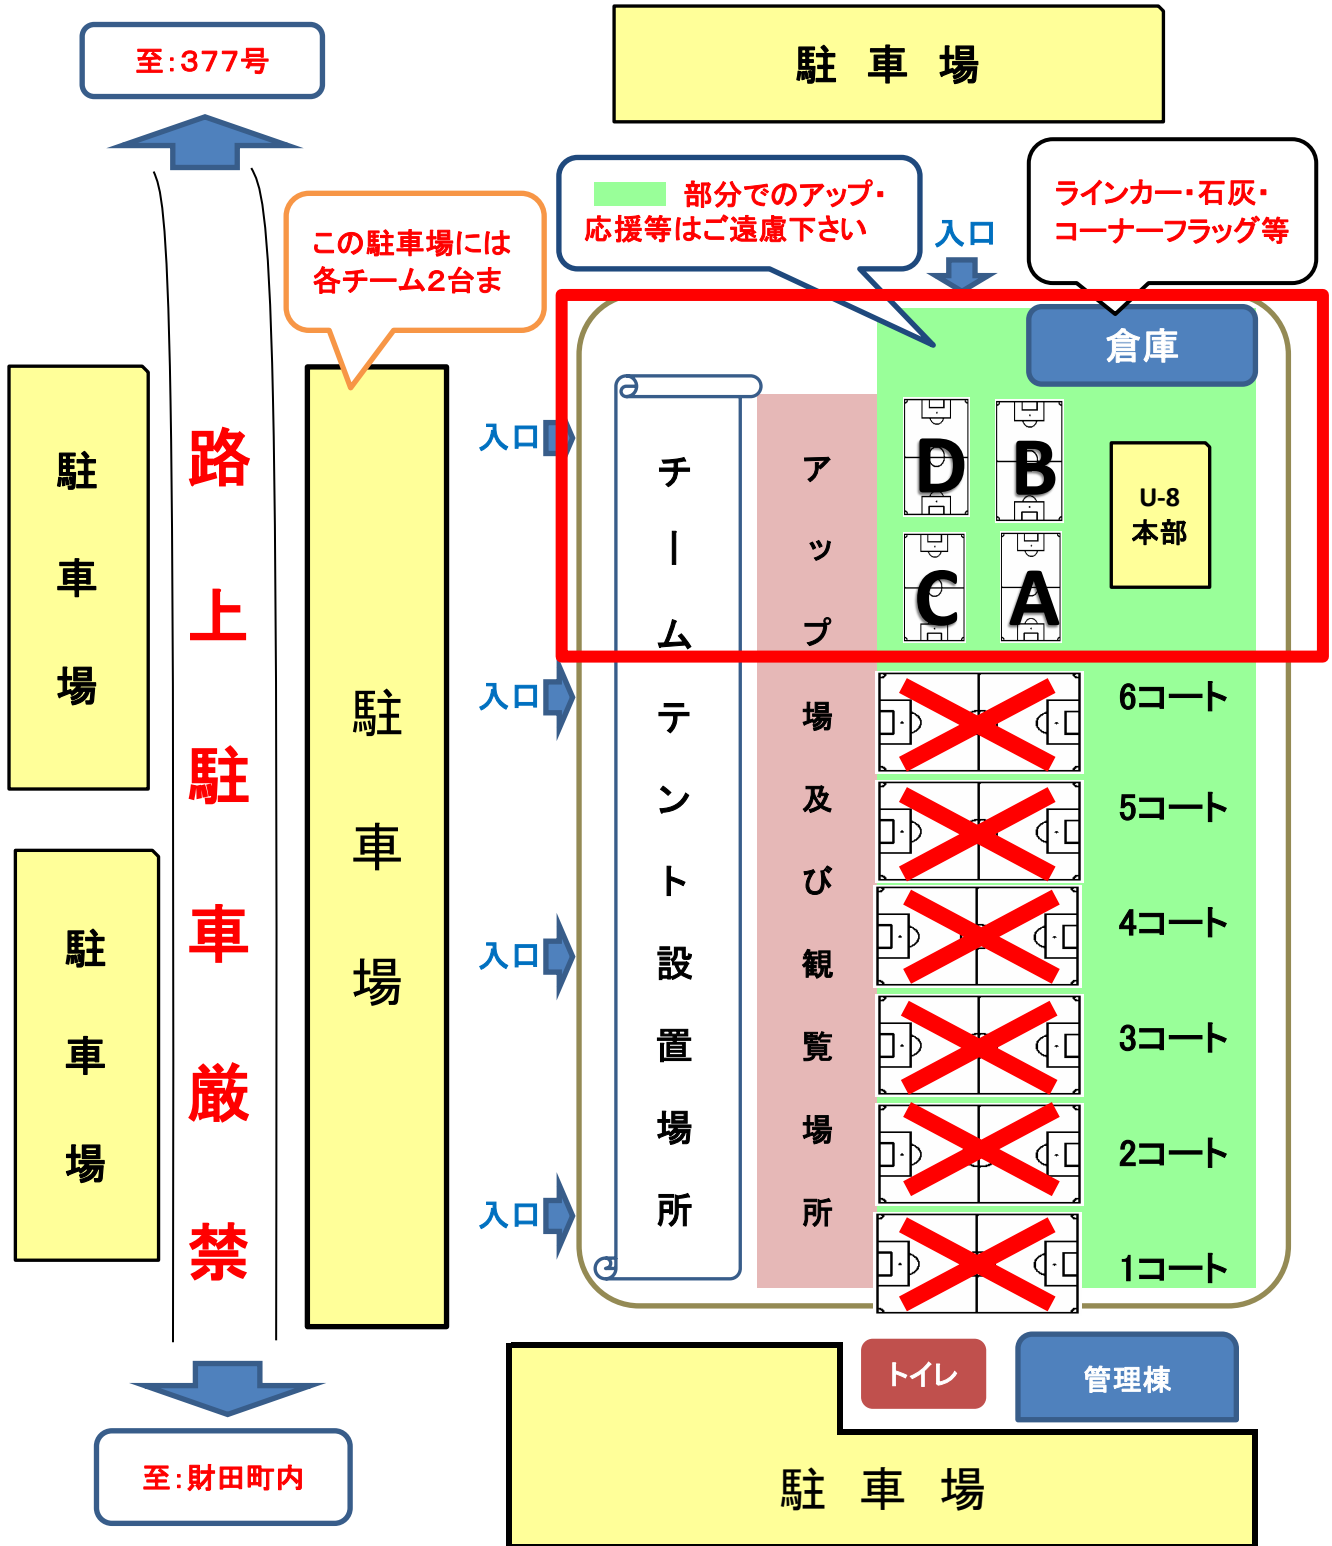 至：３７７号
駐 車 場
部分でのアップ・
応援等はご遠慮下さい
ラインカー・石灰・
コーナーフラッグ等
入口
この駐車場には
各チーム２台ま
倉庫
駐車場
路上駐車厳禁
駐車場
入口
チームテント設置場所
アップ場及び観覧場所
D
B
U-8
本部
C
A
入口
6コート
5コート
駐車場
4コート
入口
3コート
2コート
入口
1コート
トイレ
管理棟
至：財田町内
駐 車 場